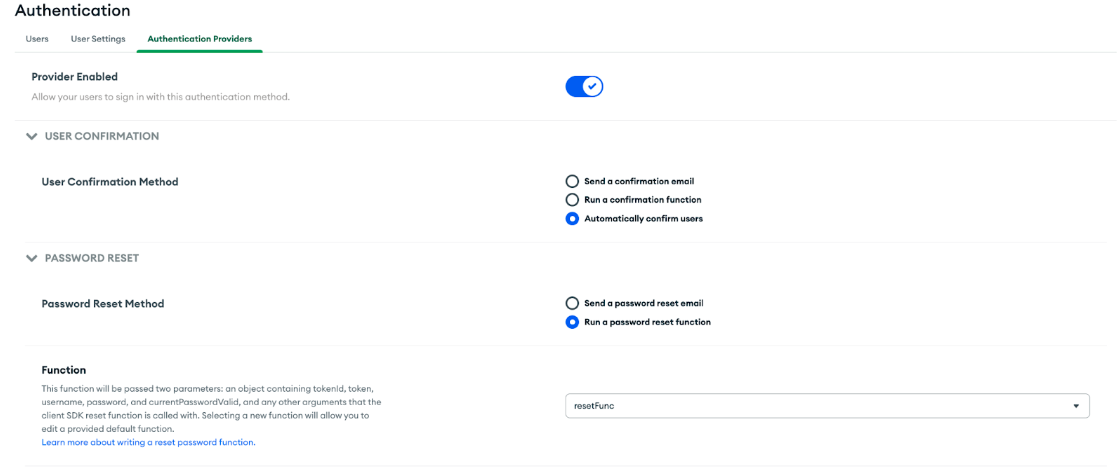 Authentication
Users User Settings Authentication Providers
Provider Enabled
Allow your users to sign in with this authentication method.
USER CONFIRMATION
User Confirmation Method
Send a confirmation email
Run a confirmation function
Automatically confirm users
PASSWORD RESET
Password Reset Method
Send a password reset email
Run a password reset function
Function
This function will be passed two parameters: an object containing tokenId, token,
username, password, and currentPasswordValid, and any other arguments that the
client SDK reset function is called with. Selecting a new function will allow you to
edit a provided default function.
Learn more about writing a reset password function.
resetFunc